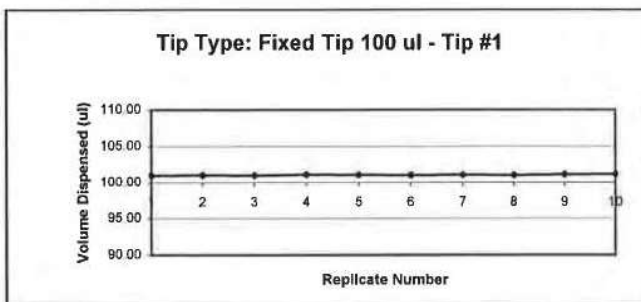 Tip Type: Fixed Tip 100 ul - Tip #1
Volume Dispensed (ul)
110.00
105.00
100.00
95.00
90.00
2 3 4 5 6 7 8 9 10
Replicate Number